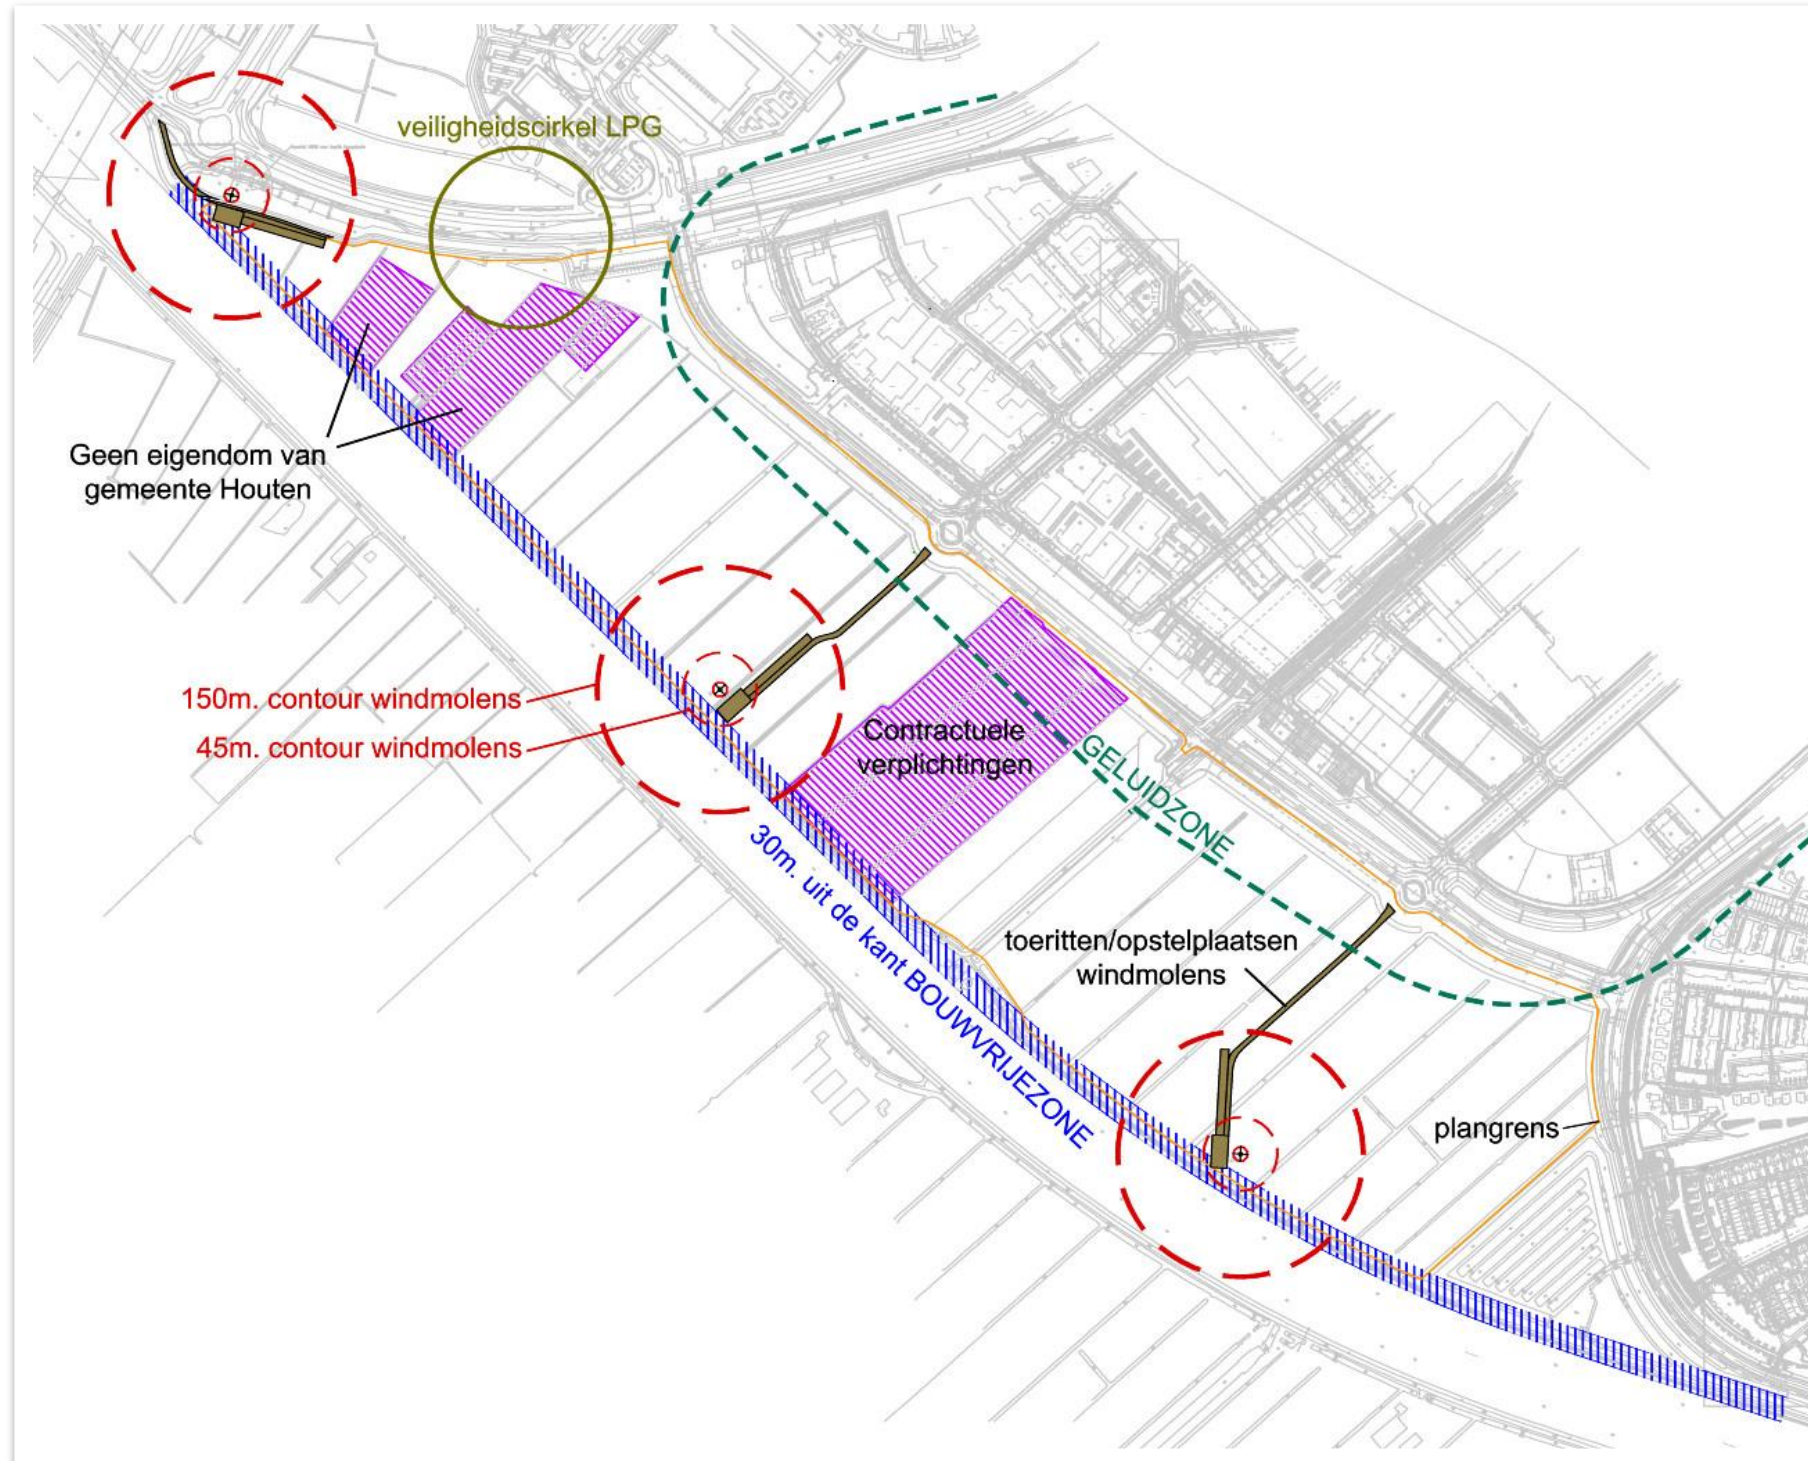 veiligheidscirkel LPG
Geen eigendom van
gemeente Houten
150m. contour windmolens
45m. contour windmolens
Contractuele
verplichtingen
GELUIDZONE
30m. uit de kant BOUWVRIJEZONE
toeritten/opstelplaatsen
windmolens
plangrens